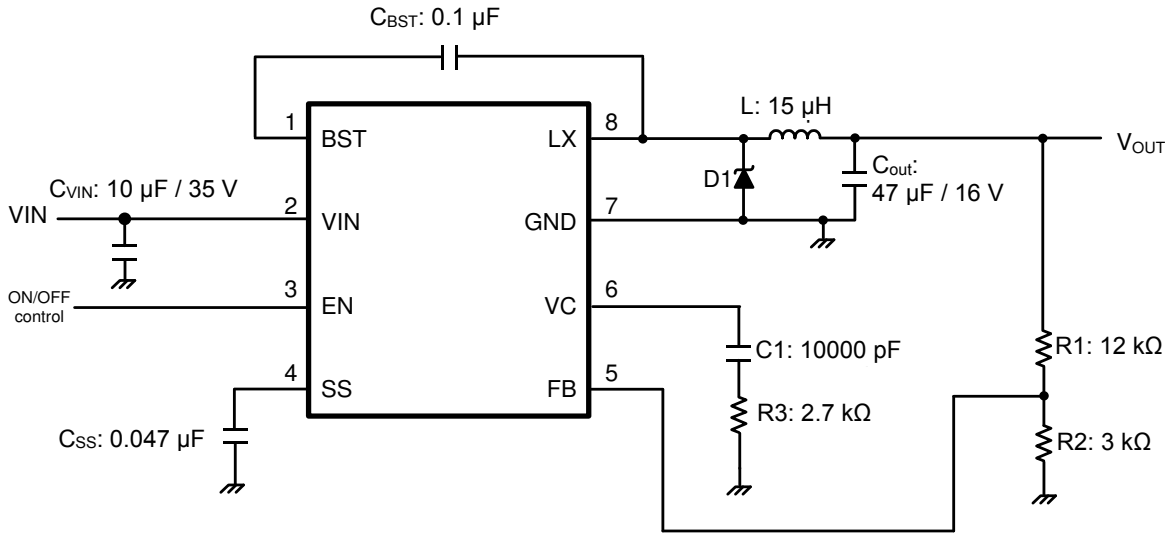 CBST: 0.1 µF
L: 15 µH
1
BST
LX
8
VOUT
D1
Cout:
47 µF / 16 V
CVIN: 10 µF / 35 V
VIN
2
VIN
GND
7
ON/OFF
control
3
EN
VC
6
C1: 10000 pF
R1: 12 kΩ
4
SS
FB
5
R3: 2.7 kΩ
CSS: 0.047 µF
R2: 3 kΩ